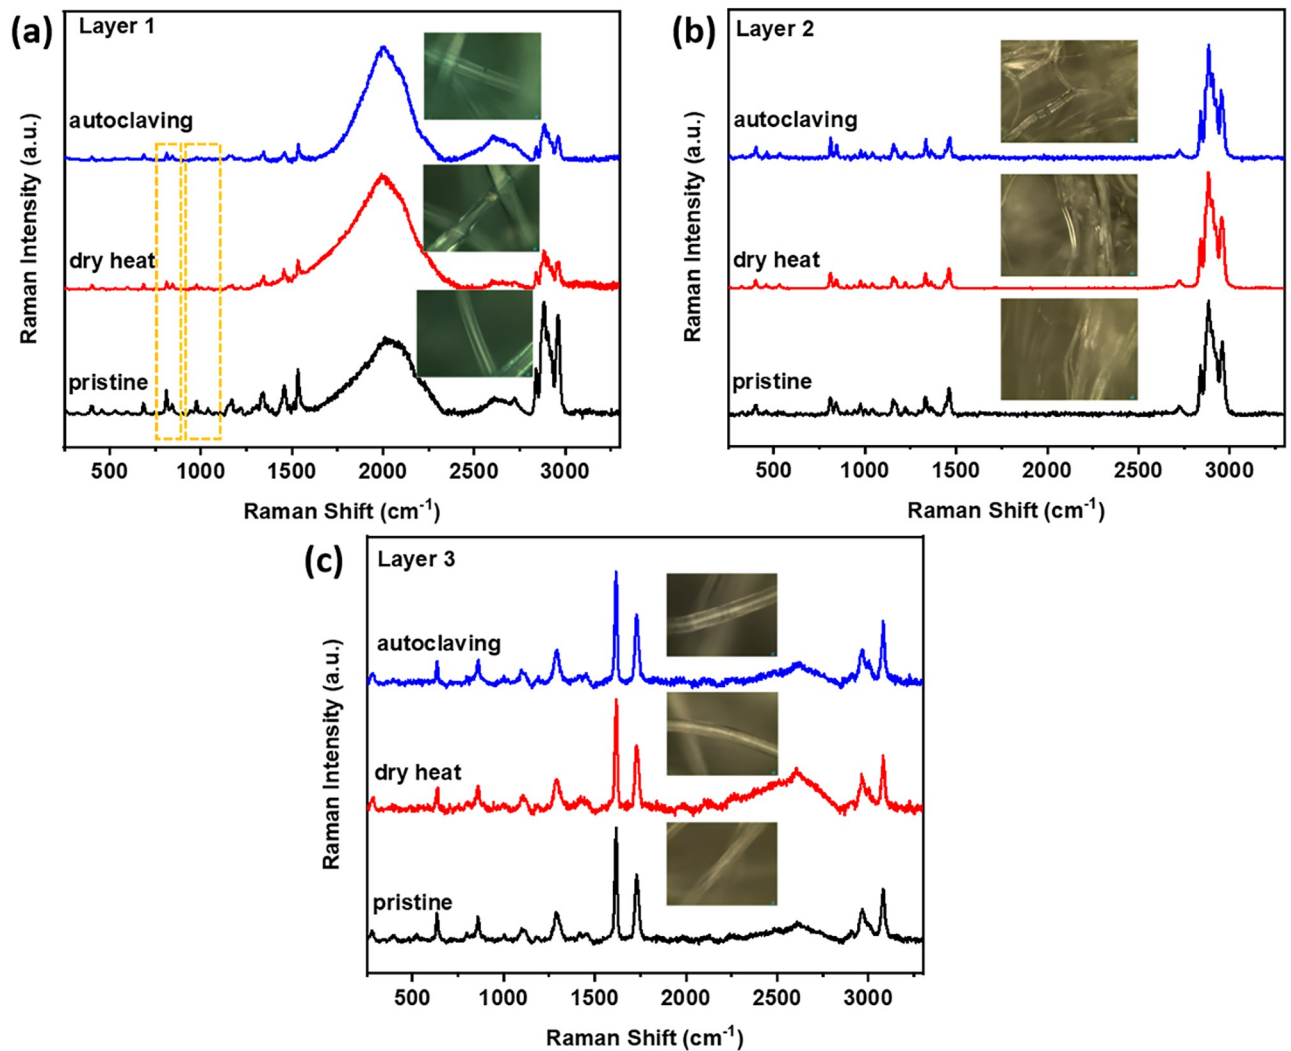 (a)
Layer 1
autoclaving
dry heat
pristine
Raman Intensity (a.u.)
500 1000 1500 2000 2500 3000
Raman Shift (cm-1)
(b)
Layer 2
autoclaving
dry heat
pristine
Raman Intensity (a.u.)
500 1000 1500 2000 2500 3000
Raman Shift (cm-1)
(c)
Layer 3
autoclaving
dry heat
pristine
Raman Intensity (a.u.)
500 1000 1500 2000 2500 3000
Raman Shift (cm-1)